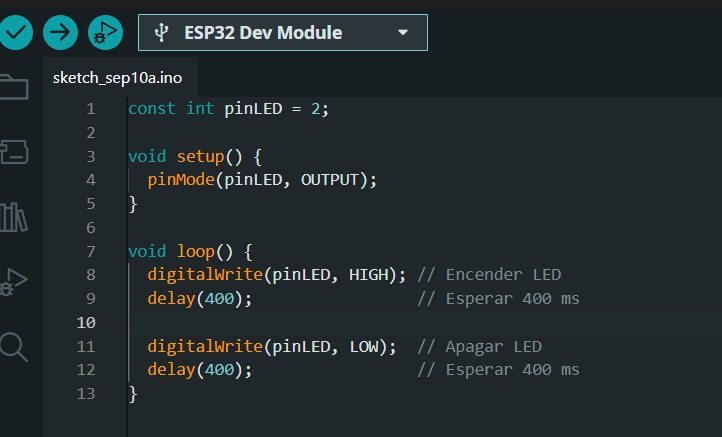 ESP32 Dev Module
sketch_sep10a.ino
1 const int pinLED = 2;
2
3 void setup() {
4   pinMode(pinLED, OUTPUT);
5 }
6
7 void loop() {
8   digitalWrite(pinLED, HIGH); // Encender LED
9   delay(400);                 // Esperar 400 ms
10
11   digitalWrite(pinLED, LOW);  // Apagar LED
12   delay(400);                 // Esperar 400 ms
13 }